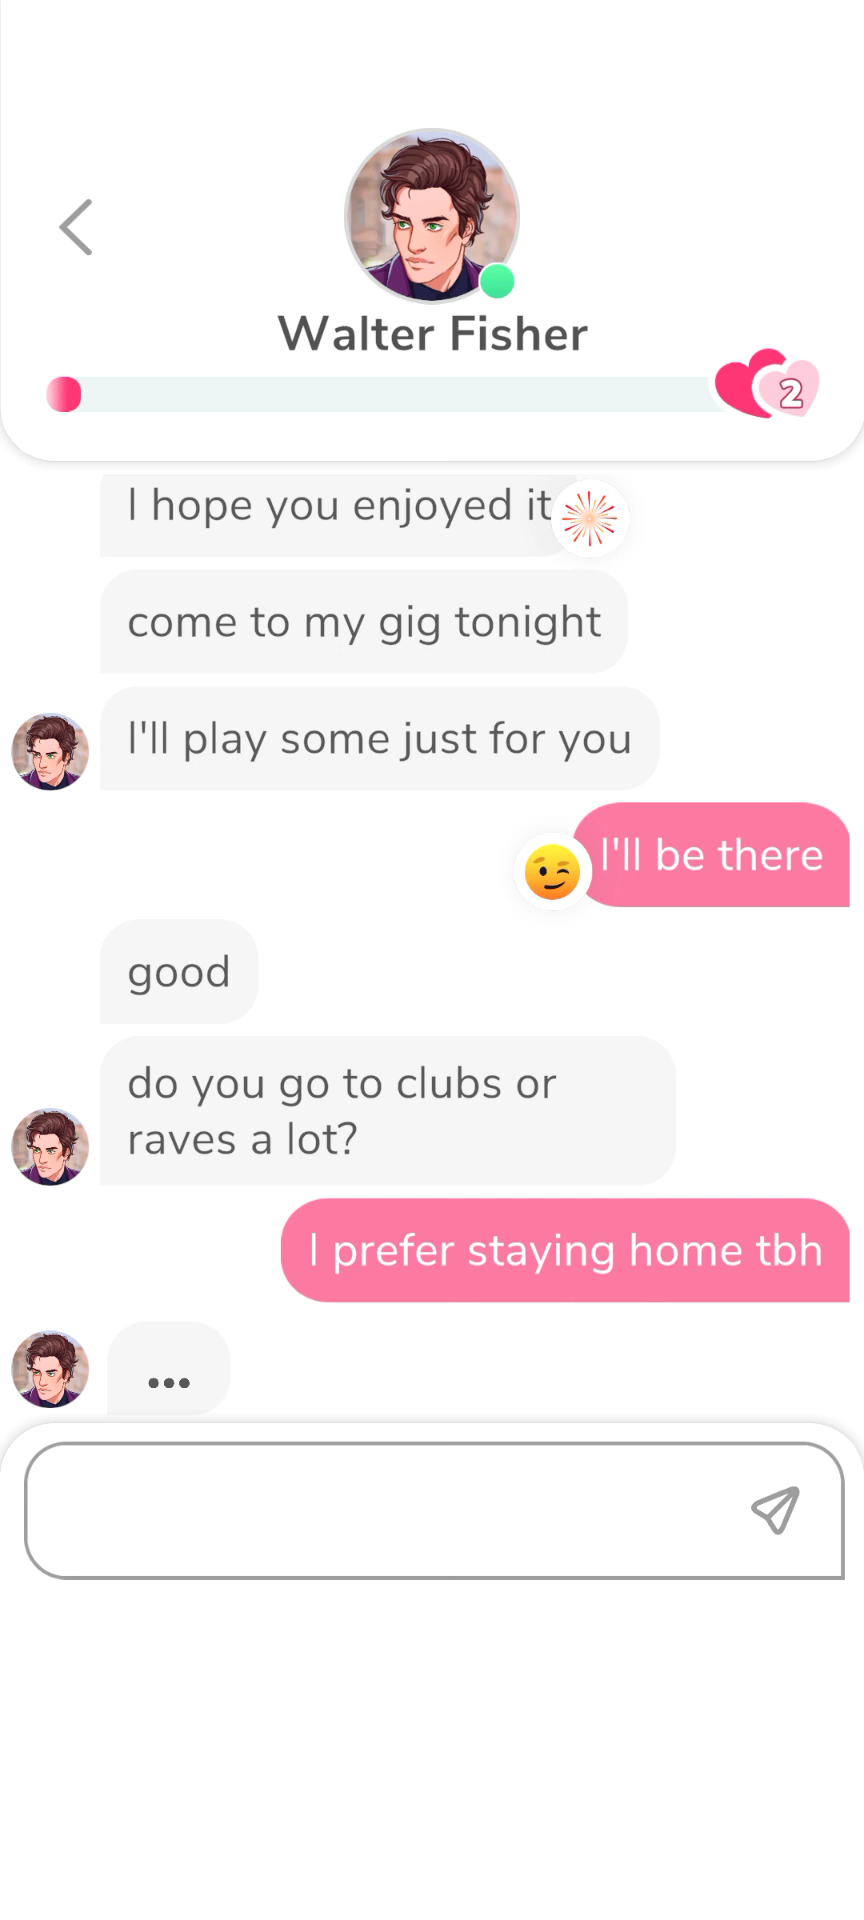 Walter Fisher
2
I hope you enjoyed it
come to my gig tonight
I'll play some just for you
I'll be there
good
do you go to clubs or
raves a lot?
I prefer staying home tbh
...